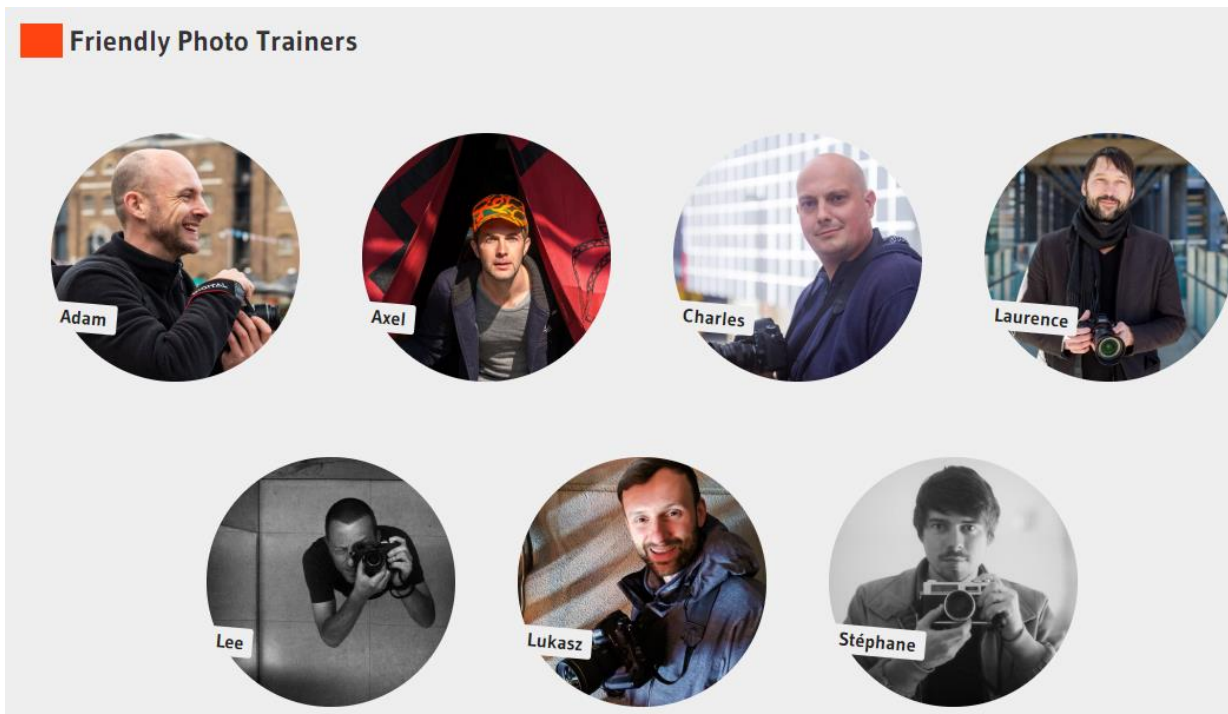 Friendly Photo Trainers
Adam
Axel
Charles
Laurence
Lee
Lukasz
Stéphane